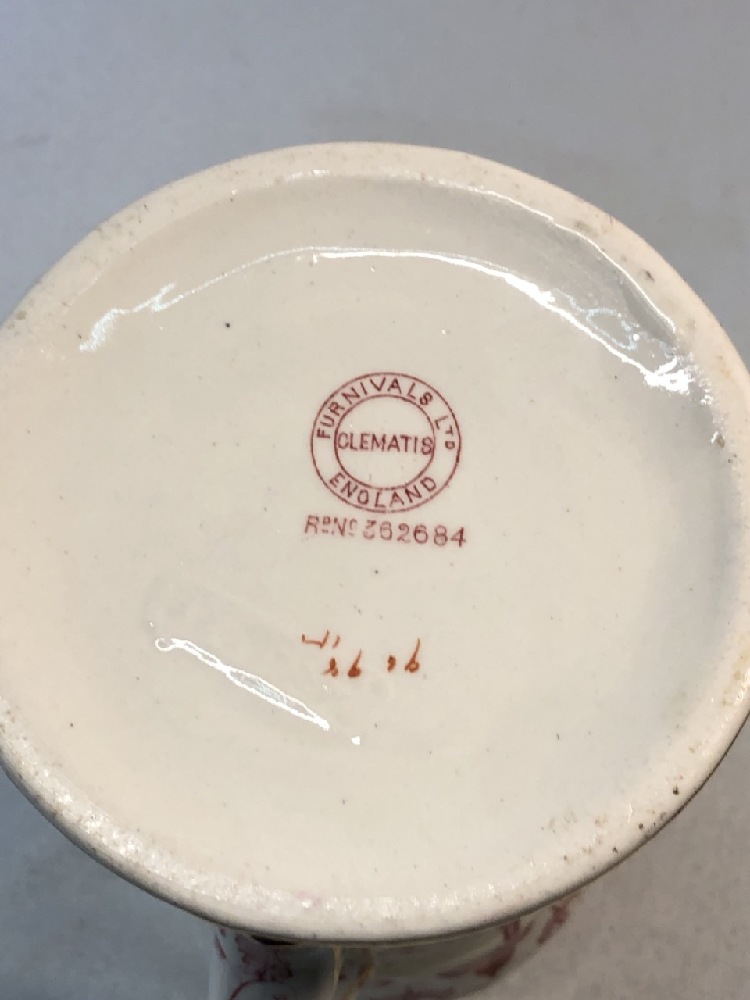 FURNIVALS LTD
CLEMATIS
ENGLAND
RD No 362684